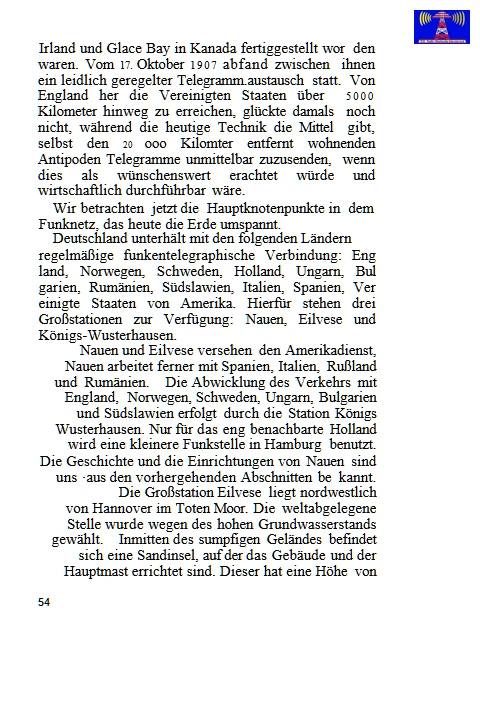 Irland und Glace Bay in Kanada fertiggestellt wor den
waren. Vom 17. Oktober 1907 abfand zwischen ihnen
ein leidlich geregelter Telegramm.austausch statt. Von
England her die Vereinigten Staaten über 5000
Kilometer hinweg zu erreichen, glückte damals noch
nicht, während die heutige Technik die Mittel gibt,
selbst den 20 ooo Kilomter entfernt wohnenden
Antipoden Telegramme unmittelbar zuzusenden, wenn
dies als wünschenswert erachtet würde und
wirtschaftlich durchführbar wäre.
Wir betrachten jetzt die Hauptknotenpunkte in dem
Funknetz, das heute die Erde umspannt.
Deutschland unterhält mit den folgenden Ländern
regelmäßige funkentelegraphische Verbindung: Eng
land, Norwegen, Schweden, Holland, Ungarn, Bul
garien, Rumänien, Südslawien, Italien, Spanien, Ver
einigte Staaten von Amerika. Hierfür stehen drei
Großstationen zur Verfügung: Nauen, Eilvese und
Königs-Wusterhausen.
Nauen und Eilvese versehen den Amerikadienst,
Nauen arbeitet ferner mit Spanien, Italien, Rußland
und Rumänien. Die Abwicklung des Verkehrs mit
England, Norwegen, Schweden, Ungarn, Bulgarien
und Südslawien erfolgt durch die Station Königs
Wusterhausen. Nur für das eng benachbarte Holland
wird eine kleinere Funkstelle in Hamburg benutzt.
Die Geschichte und die Einrichtungen von Nauen sind
uns ·aus den vorhergehenden Abschnitten be kannt.
Die Großstation Eilvese liegt nordwestlich
von Hannover im Toten Moor. Die weltabgelegene
Stelle wurde wegen des hohen Grundwasserstands
gewählt. Inmitten des sumpfigen Geländes befindet
sich eine Sandinsel, auf der das Gebäude und der
Hauptmast errichtet sind. Dieser hat eine Höhe von
54